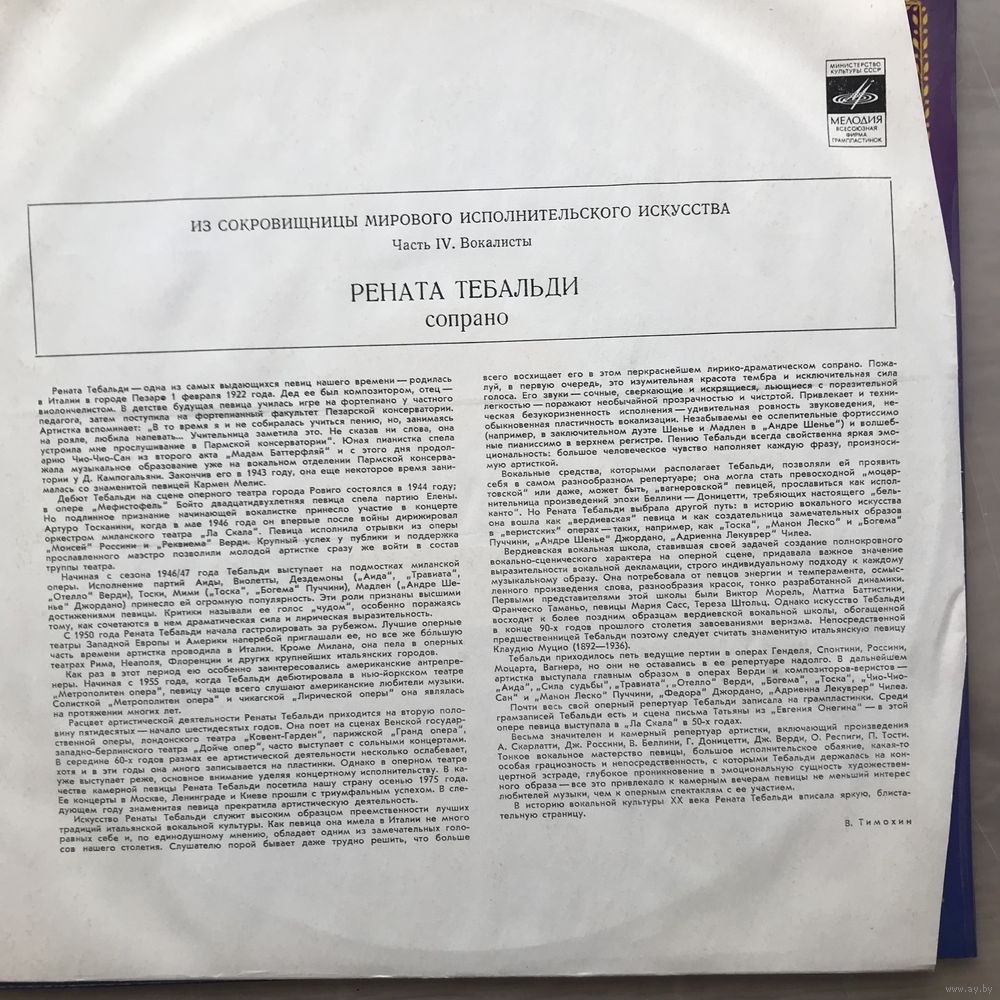 МИНИСТЕРСТВО
КУЛЬТУРЫ СССР
МЕЛОДИЯ
ВСЕСОЮЗНАЯ
ФИРМА
ГРАМПЛАСТИНОК
ИЗ СОКРОВИЩНИЦЫ МИРОВОГО ИСПОЛНИТЕЛЬСКОГО ИСКУССТВА
Часть IV. Вокалисты
РЕНАТА ТЕБАЛЬДИ
сопрано
Рената Тебальди — одна из самых выдающихся певиц нашего времени — родилась
в Италии в городе Пезаре 1 февраля 1922 года. Дед ее был композитором, отец —
виолончелистом. В детстве будущая певица училась игре на фортепиано у частного
педагога, затем поступила на фортепианный факультет Пезарской консерватории.
Артистка вспоминает: „В то время я и не собиралась учиться пению, но, занимаясь
на рояле, любила напевать... Учительница заметила это. Не сказав ни слова, она
устроила мне прослушивание в Пармской консерватории". Юная пианистка спела
арию Чио-Чио-Сан из второго акта „Мадам Баттерфляй" и с этого дня продол-
жала музыкальное образование уже на вокальном отделении Пармской консерва-
тории у Д. Кампогальяни. Закончив его в 1943 году, она еще некоторое время зани-
малась со знаменитой певицей Кармен Мелис.
Дебют Тебальди на сцене оперного театра города Ровиго состоялся в 1944 году;
в опере „Мефистофель" Бойто двадцатидвухлетняя певица спела партию Елены.
Но подлинное признание начинающей вокалистке принесло участие в концерте
Артуро Тосканини, когда в мае 1946 года он впервые после войны дирижировал
оркестром миланского театра „Ла Скала". Певица исполнила отрывки из оперы
„Моисей" Россини и „Реквиема" Верди. Крупный успех у публики и поддержка
прославленного маэстро позволили молодой артистке сразу же войти в состав
труппы театра.
Начиная с сезона 1946/47 года Тебальди выступает на подмостках миланской
оперы. Исполнение партий Аиды, Виолетты, Дездемоны („Аида", „Травиата",
„Отелло" Верди), Тоски, Мими („Тоска", „Богема" Пуччини), Мадлен („Андре Ше-
нье" Джордано) принесло ей огромную популярность. Эти роли признаны высшими
достижениями певицы. Критики называли ее голос „чудом", особенно поражаясь
тому, как сочетаются в нем драматическая сила и лирическая выразительность.
С 1950 года Рената Тебальди начала гастролировать за рубежом. Лучшие оперные
театры Западной Европы и Америки наперебой приглашали ее, но все же бо́льшую
часть времени артистка проводила в Италии. Кроме Милана, она пела в оперных
театрах Рима, Неаполя, Флоренции и других крупнейших итальянских городов.
Как раз в этот период ею особенно заинтересовались американские антрепре-
неры. Начиная с 1955 года, когда Тебальди дебютировала в нью-йоркском театре
„Метрополитен опера", певицу чаще всего слушают американские любители музыки.
Солисткой „Метрополитен опера" и чикагской „Лирической оперы" она являлась
на протяжении многих лет.
Расцвет артистической деятельности Ренаты Тебальди приходится на вторую поло-
вину пятидесятых — начало шестидесятых годов. Она поет на сценах Венской государ-
ственной оперы, лондонского театра „Ковент-Гарден", парижской „Гранд опера",
западно-берлинского театра „Дойче опер", часто выступает с сольными концертами.
В середине 60-х годов размах ее артистической деятельности несколько ослабевает,
хотя и в эти годы она много записывается на пластинки. Однако в оперном театре
уже выступает реже, основное внимание уделяя концертному исполнительству. В ка-
честве камерной певицы Рената Тебальди посетила нашу страну осенью 1975 года.
Ее концерты в Москве, Ленинграде и Киеве прошли с триумфальным успехом. В сле-
дующем году знаменитая певица прекратила артистическую деятельность.
Искусство Ренаты Тебальди служит высоким образцом преемственности лучших
традиций итальянской вокальной культуры. Как певица она имела в Италии не много
равных себе и, по единодушному мнению, обладает одним из замечательных голо-
сов нашего столетия. Слушателю порой бывает даже трудно решить, что больше
всего восхищает его в этом перкраснейшем лирико-драматическом сопрано. Пожа-
луй, в первую очередь, это изумительная красота тембра и исключительная сила
голоса. Его звуки — сочные, сверкающие и искрящиеся, льющиеся с поразительной
легкостью — поражают необычайной прозрачностью и чистртой. Привлекает и техни-
ческая безукоризненность исполнения — удивительная ровность звуковедения, не-
обыкновенная пластичность вокализации. Незабываемы ее ослепительные фортиссимо
(например, в заключительном дуэте Шенье и Мадлен в „Андре Шенье") и волшеб-
ные пианиссимо в верхнем регистре. Пению Тебальди всегда свойственна яркая эмо-
циональность: большое человеческое чувство наполняет каждую фразу, произноси-
мую артисткой.
Вокальные средства, которыми располагает Тебальди, позволяли ей проявить
себя в самом разнообразном репертуаре; она могла стать превосходной „моцар-
товской" или даже, может быть, „вагнеровской" певицей, прославиться как испол-
нительница произведений эпохи Беллини — Доницетти, требяющих настоящего „бель-
канто". Но Рената Тебальди выбрала другой путь: в историю вокального искусства
она вошла как „вердиевская" певица и как создательница замечательных образов
в „веристских" операх — таких, например, как „Тоска", „Манон Леско" и „Богема"
Пуччини, „Андре Шенье" Джордано, „Адриенна Лекуврер" Чилеа.
Вердиевская вокальная школа, ставившая своей задачей создание полнокровного
вокально-сценического характера на оперной сцене, придавала важное значение
выразительности вокальной декламации, строго индивидуальному подходу к каждому
музыкальному образу. Она потребовала от певцов энергии и темперамента, осмыс-
ленного произнесения слова, разнообразия красок, тонко разработанной динамики.
Первыми представителями этой школы были Виктор Морель, Маттиа Баттистини,
Франческо Таманьо, певицы Мария Сасс, Тереза Штольц. Однако искусство Тебальди
восходит к более поздним образцам вердиевской вокальной школы, обогащенной
в конце 90-х годов прошлого столетия завоеваниями веризма. Непосредственной
предшественницей Тебальди поэтому следует считать знаменитую итальянскую певицу
Клаудию Муцио (1892—1936).
Тебальди приходилось петь ведущие партии в операх Генделя, Спонтини, Россини,
Моцарта, Вагнера, но они не оставались в ее репертуаре надолго. В дальнейшем
артистка выступала главным образом в операх Верди и композиторов-веристов —
„Аида", „Сила судьбы", „Травиата", „Отелло" Верди, „Богема", „Тоска", „Чио-Чио-
Сан" и „Манон Леско" Пуччини, „Федора" Джордано, „Адриенна Лекуврер" Чилеа.
Почти весь свой оперный репертуар Тебальди записала на грампластинки. Среди
грамзаписей Тебальди есть и сцена письма Татьяны из „Евгения Онегина" — в этой
опере певица выступала в „Ла Скала" в 50-х годах.
Весьма значителен и камерный репертуар артистки, включающий произведения
А. Скарлатти, Дж. Россини, В. Беллини, Г. Доницетти, Дж. Верди, О. Респиги, П. Тости.
Тонкое вокальное мастерство певицы, большое исполнительское обаяние, какая-то
особая грациозность и непосредственность, с которыми Тебальди держалась на кон-
цертной эстраде, глубокое проникновение в эмоциональную сущность художествен-
ного образа — все это привлекало к камерным вечерам певицы не меньший интерес
любителей музыки, чем к оперным спектаклям с ее участием.
В историю вокальной культуры XX века Рената Тебальди вписала яркую, блиста-
тельную страницу.
В. Тимохин
www.ay.by